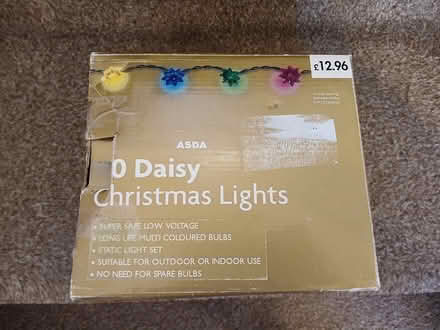 £12.96
ASDA
0 Daisy
Christmas Lights
• SUPER SAFE LOW VOLTAGE
• LONG LIFE MULTI COLOURED BULBS
• STATIC LIGHT SET
• SUITABLE FOR OUTDOOR OR INDOOR USE
• NO NEED FOR SPARE BULBS